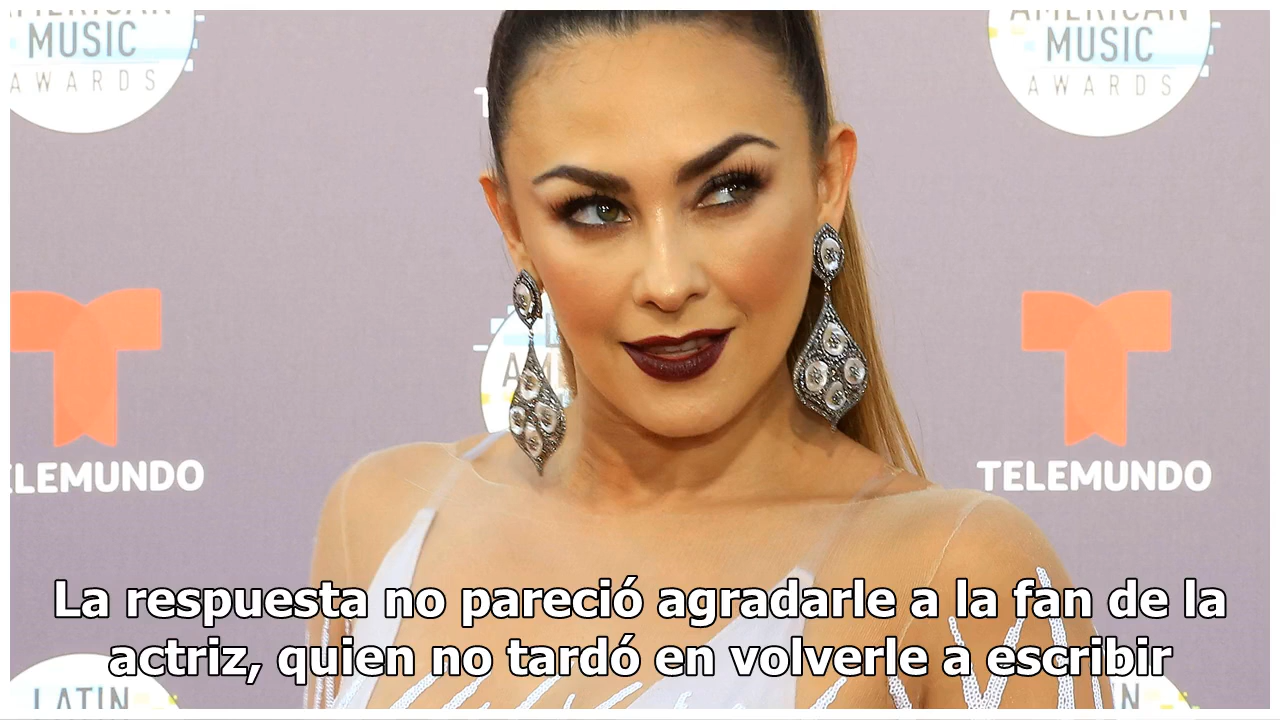 AMERICAN
MUSIC
AWARDS
AMERICAN
MUSIC
AWARDS
TELEMUNDO
La respuesta no pareció agradarle a la fan de la
actriz, quien no tardó en volverle a escribir
LATIN